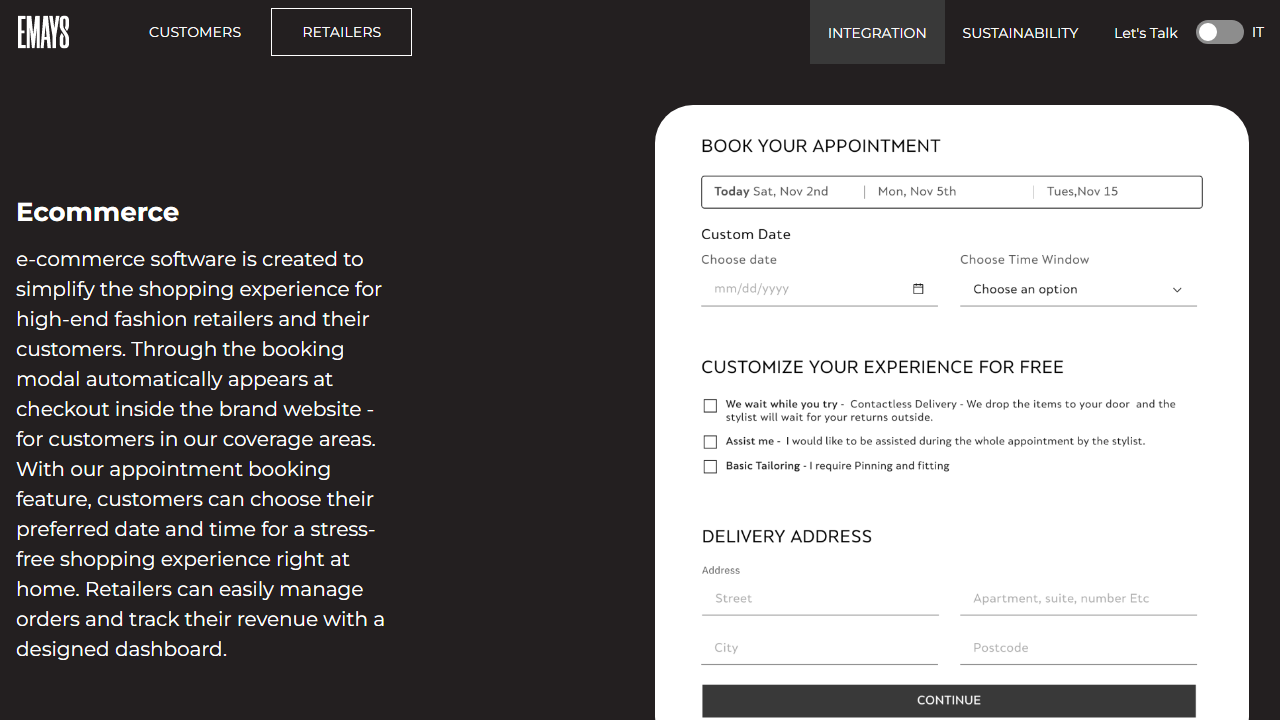 EMAYS
CUSTOMERS
RETAILERS
INTEGRATION
SUSTAINABILITY
Let's Talk
IT
Ecommerce
e-commerce software is created to
simplify the shopping experience for
high-end fashion retailers and their
customers. Through the booking
modal automatically appears at
checkout inside the brand website -
for customers in our coverage areas.
With our appointment booking
feature, customers can choose their
preferred date and time for a stress-
free shopping experience right at
home. Retailers can easily manage
orders and track their revenue with a
designed dashboard.
BOOK YOUR APPOINTMENT
Today Sat, Nov 2nd
Mon, Nov 5th
Tues,Nov 15
Custom Date
Choose date
Choose Time Window
mm/dd/yyyy
Choose an option
CUSTOMIZE YOUR EXPERIENCE FOR FREE
We wait while you try - Contactless Delivery - We drop the items to your door and the
stylist will wait for your returns outside.
Assist me - I would like to be assisted during the whole appointment by the stylist.
Basic Tailoring - I require Pinning and fitting
DELIVERY ADDRESS
Address
Street
Apartment, suite, number Etc
City
Postcode
CONTINUE